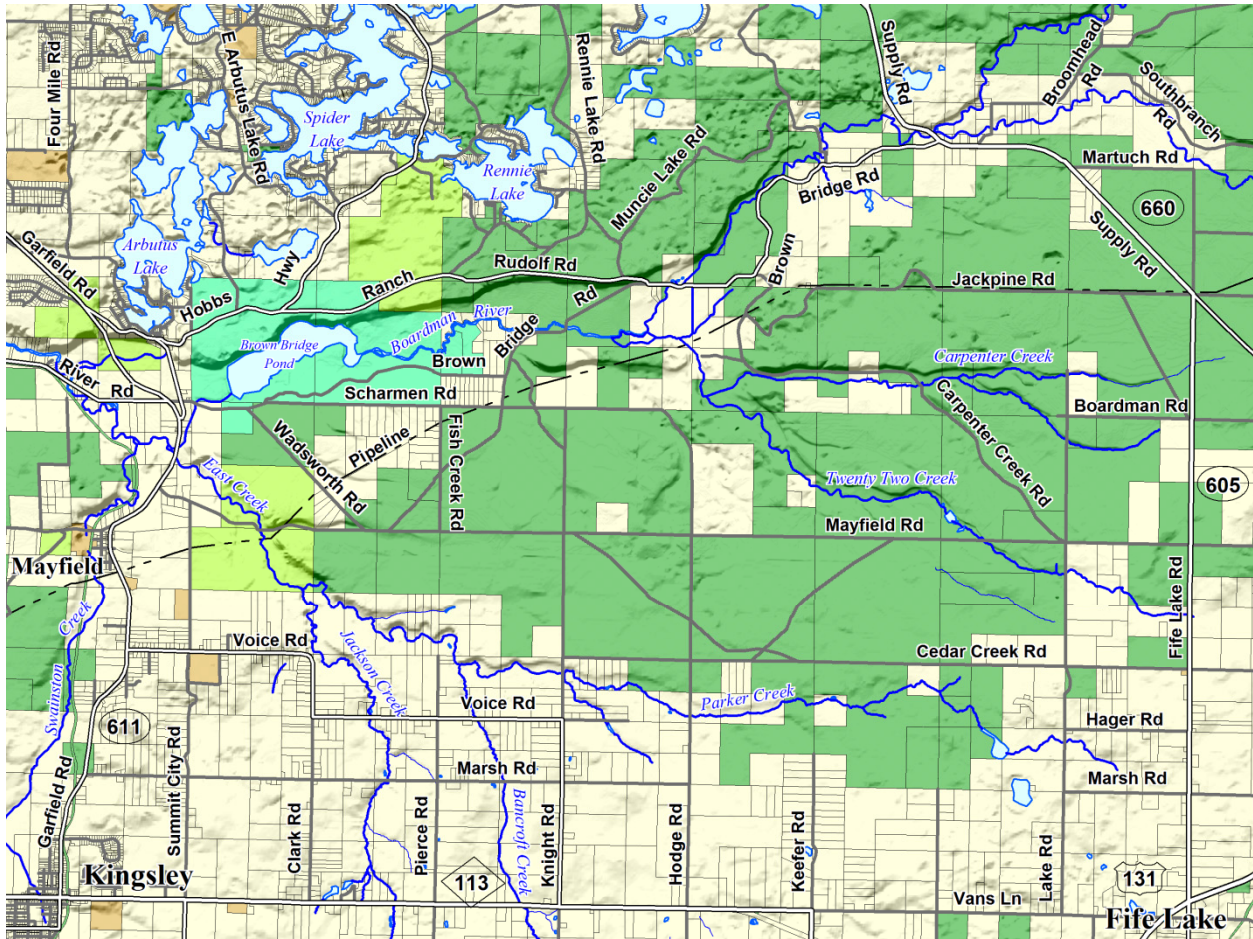 Four Mile Rd
E Arbutus Lake Rd
Spider
Lake
Rennie Lake Rd
Rennie
Lake
Muncie Lake Rd
Supply Rd
Broomhead
Rd
Southbranch
Rd
Martuch Rd
660
Bridge Rd
Supply Rd
Arbutus
Lake
Garfield Rd
Hwy
Hobbs
Ranch
Rudolf Rd
Rd
Brown
Jackpine Rd
Boardman River
Bridge
Brown Bridge
Pond
Brown
River
Rd
Scharmen Rd
Carpenter Creek
Carpenter Creek Rd
Boardman Rd
Wadsworth Rd
Pipeline
Fish Creek Rd
East Creek
Twenty Two Creek
605
Mayfield Rd
Mayfield
Fife Lake Rd
Swainston
Creek
Voice Rd
Jackson Creek
Cedar Creek Rd
Voice Rd
Parker Creek
611
Hager Rd
Garfield Rd
Summit City Rd
Marsh Rd
Marsh Rd
Clark Rd
Pierce Rd
Bancroft Creek
Knight Rd
Hodge Rd
Keefer Rd
Lake Rd
Kingsley
113
131
Vans Ln
Fife Lake